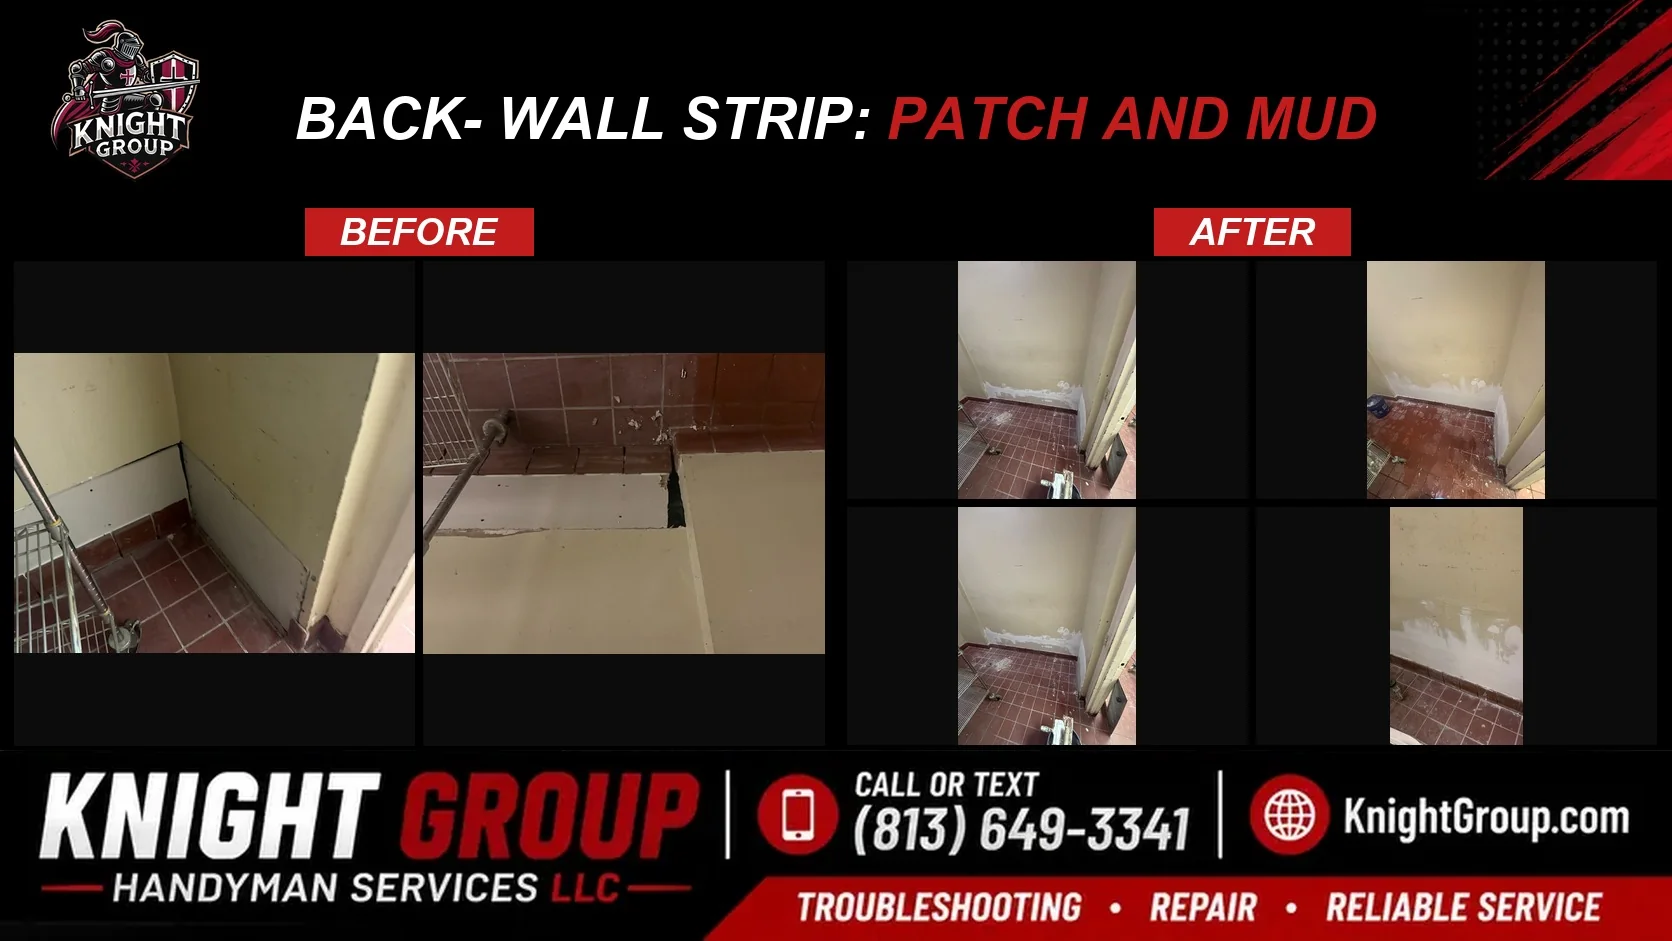 KNIGHT
GROUP
BACK- WALL STRIP: PATCH AND MUD
BEFORE
AFTER
KNIGHT GROUP
HANDYMAN SERVICES LLC
CALL OR TEXT
(813) 649-3341
KnightGroup.com
TROUBLESHOOTING • REPAIR • RELIABLE SERVICE